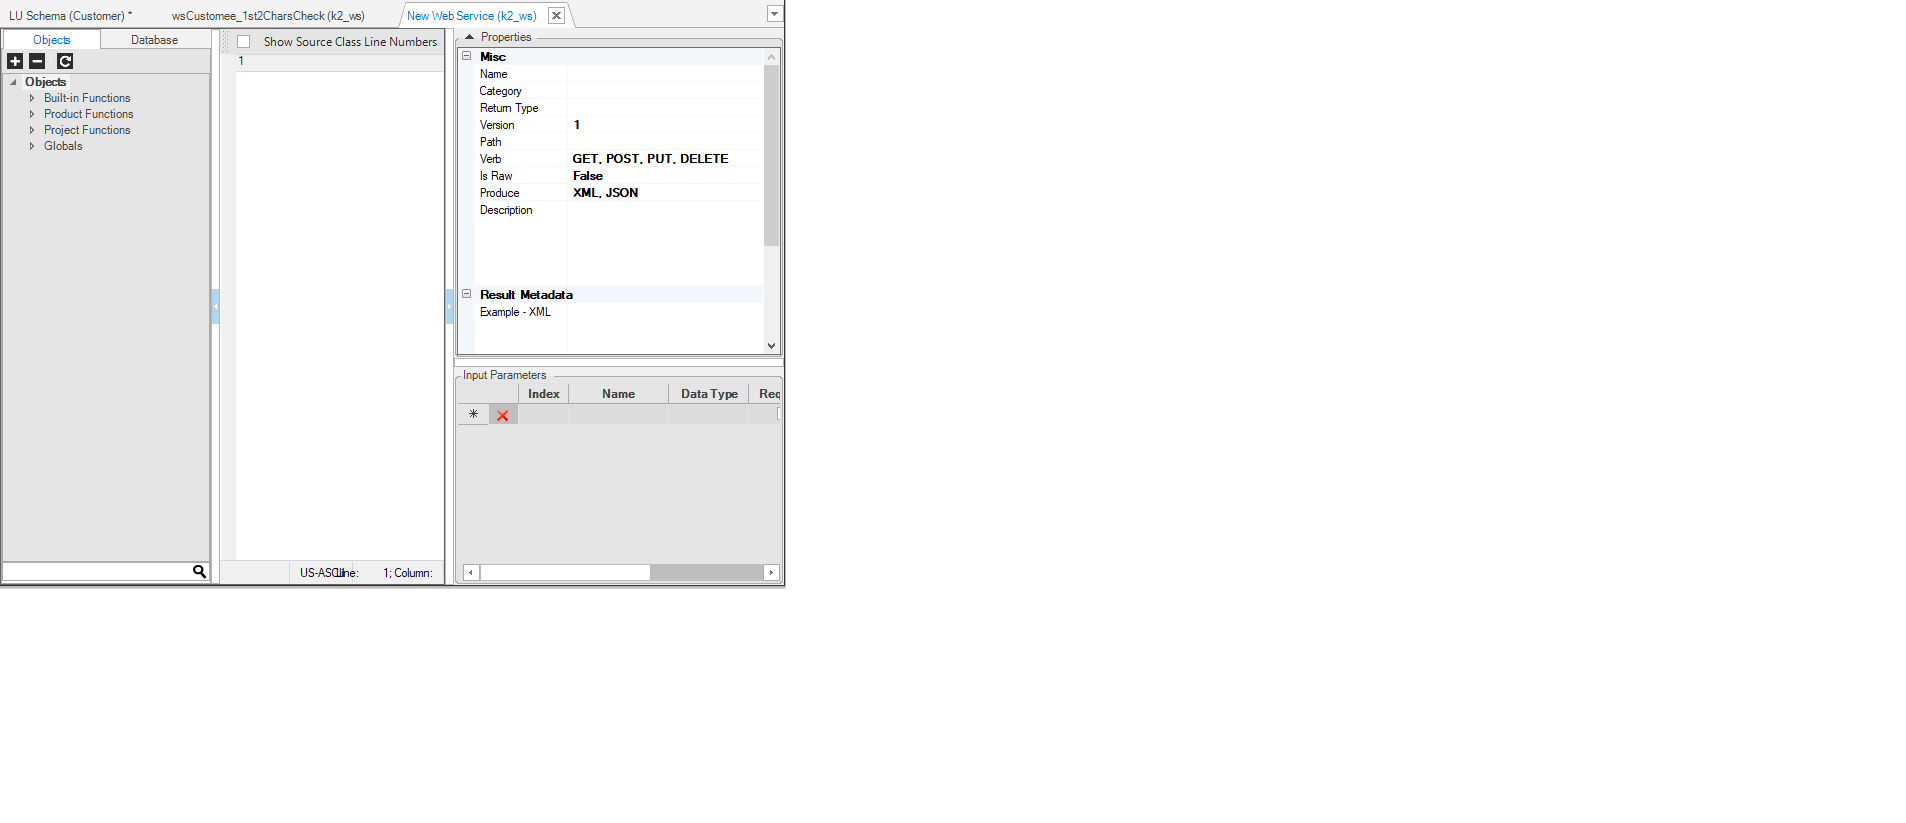 LU Schema (Customer) *
wsCustomee_1st2CharsCheck (k2_ws)
New Web Service (k2_ws)
Objects
Database
Objects
Built-in Functions
Product Functions
Project Functions
Globals
Show Source Class Line Numbers
1
US-ASCII
Line:
1; Column:
Properties
Misc
Name
Category
Return Type
Version 1
Path
Verb GET, POST, PUT, DELETE
Is Raw False
Produce XML, JSON
Description
Result Metadata
Example - XML
Input Parameters
Index Name Data Type Req